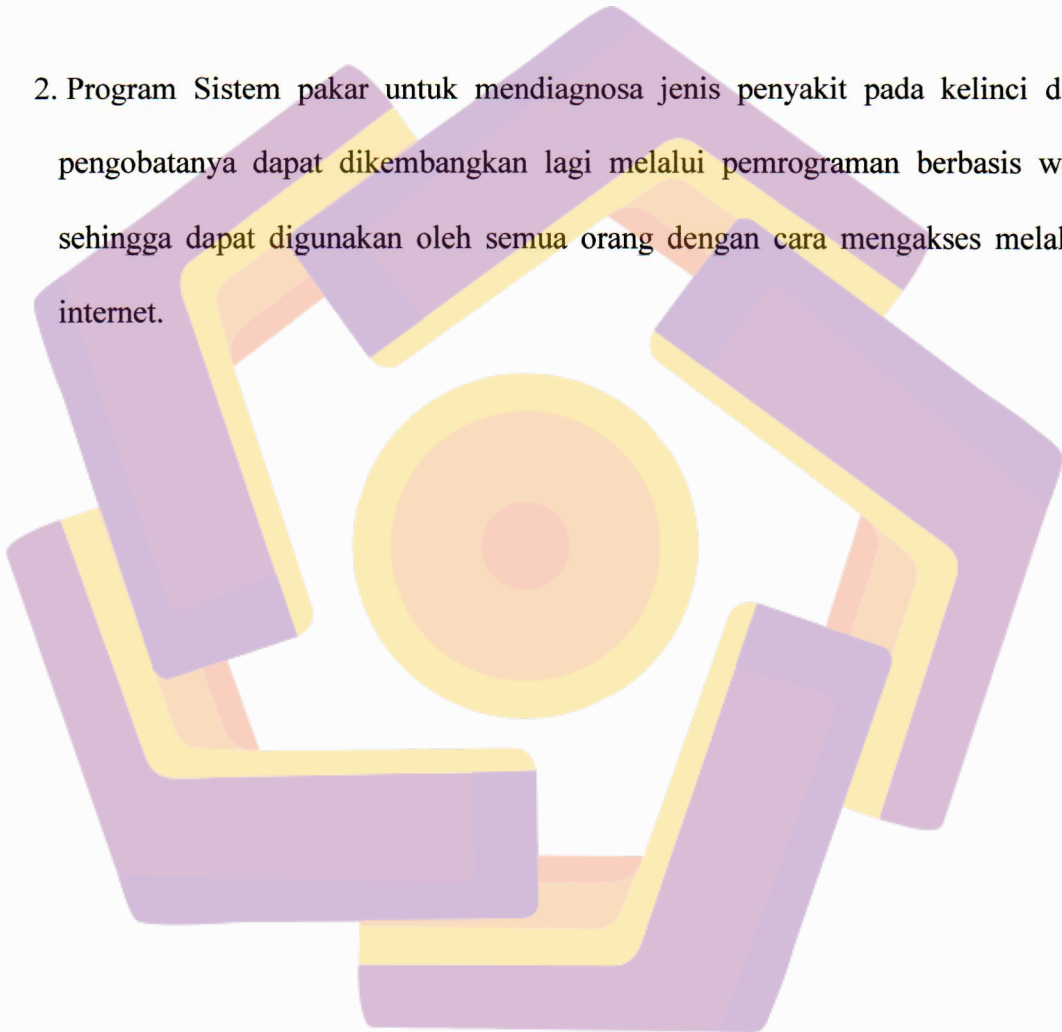 2. Program Sistem pakar untuk mendiagnosa jenis penyakit pada kelinci d
pengobatanya dapat dikembangkan lagi melalui pemrograman berbasis w
sehingga dapat digunakan oleh semua orang dengan cara mengakses melal
internet.